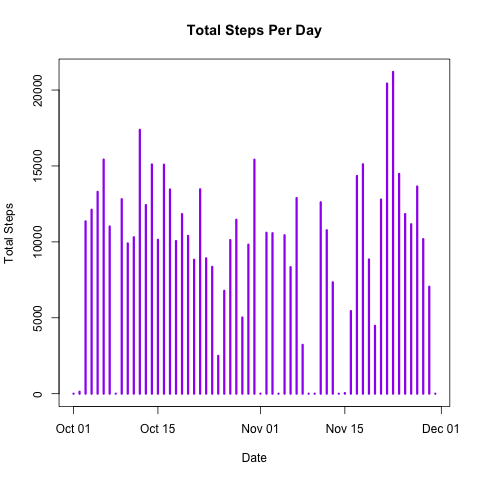 Total Steps Per Day
20000
15000
10000
5000
0
Total Steps
Oct 01 Oct 15 Nov 01 Nov 15 Dec 01
Date